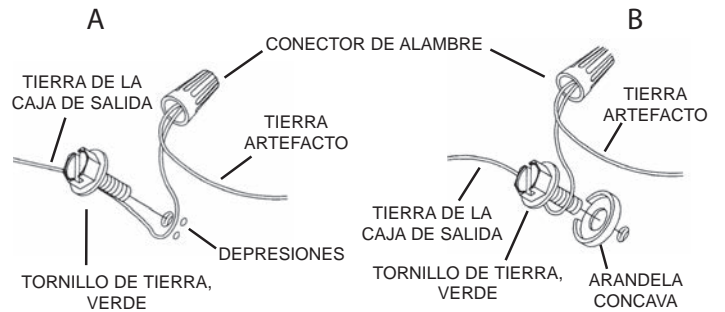 A
B
CONECTOR DE ALAMBRE
TIERRA DE LA
CAJA DE SALIDA
TIERRA
ARTEFACTO
DEPRESIONES
TORNILLO DE TIERRA,
VERDE
TIERRA
ARTEFACTO
TIERRA DE LA
CAJA DE SALIDA
TORNILLO DE TIERRA,
VERDE
ARANDELA
CONCAVA